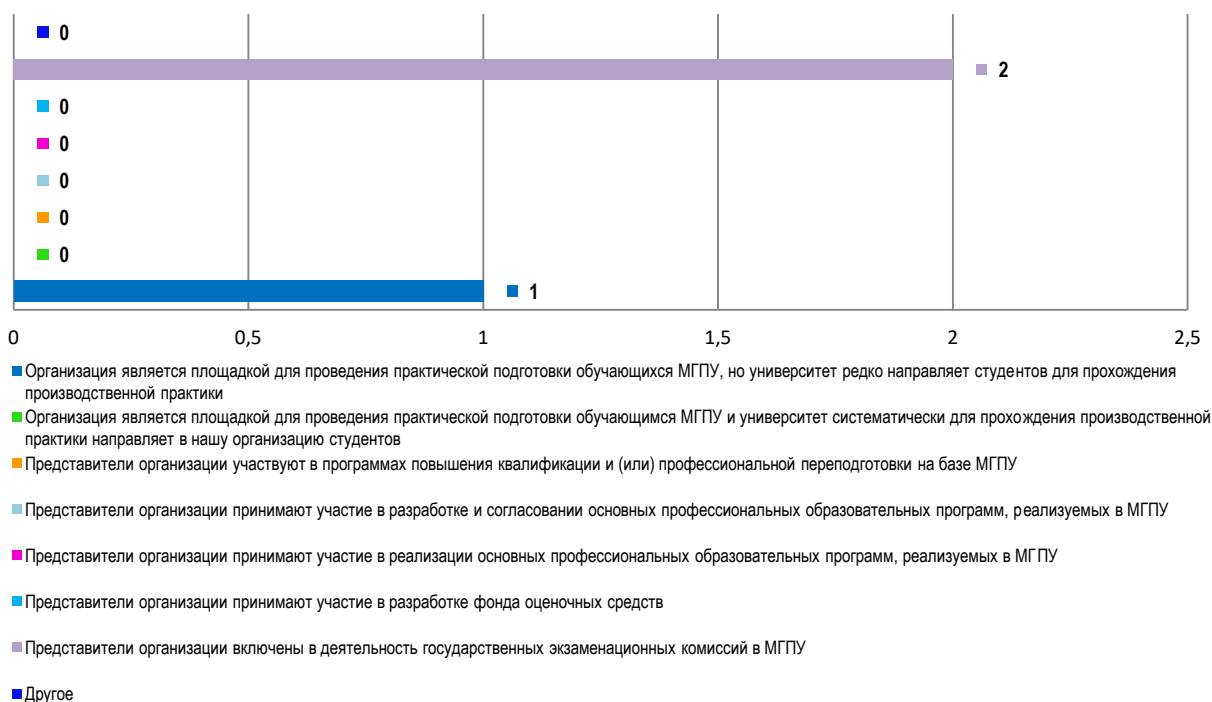 0
2
0
0
0
0
0
1
0 0,5 1 1,5 2 2,5
Организация является площадкой для проведения практической подготовки обучающихся МГПУ, но университет редко направляет студентов для прохождения
производственной практики
Организация является площадкой для проведения практической подготовки обучающимся МГПУ и университет систематически для прохождения производственной
практики направляет в нашу организацию студентов
Представители организации участвуют в программах повышения квалификации и (или) профессиональной переподготовки на базе МГПУ
Представители организации принимают участие в разработке и согласовании основных профессиональных образовательных программ, реализуемых в МГПУ
Представители организации принимают участие в реализации основных профессиональных образовательных программ, реализуемых в МГПУ
Представители организации принимают участие в разработке фонда оценочных средств
Представители организации включены в деятельность государственных экзаменационных комиссий в МГПУ
Другое